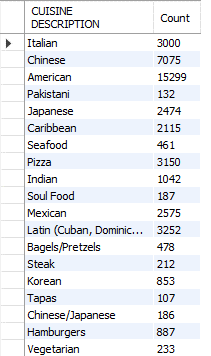 CUISINE
DESCRIPTION Count
Italian 3000
Chinese 7075
American 15299
Pakistani 132
Japanese 2474
Caribbean 2115
Seafood 461
Pizza 3150
Indian 1042
Soul Food 187
Mexican 2575
Latin (Cuban, Dominic... 3252
Bagels/Pretzels 478
Steak 212
Korean 853
Tapas 107
Chinese/Japanese 186
Hamburgers 887
Vegetarian 233